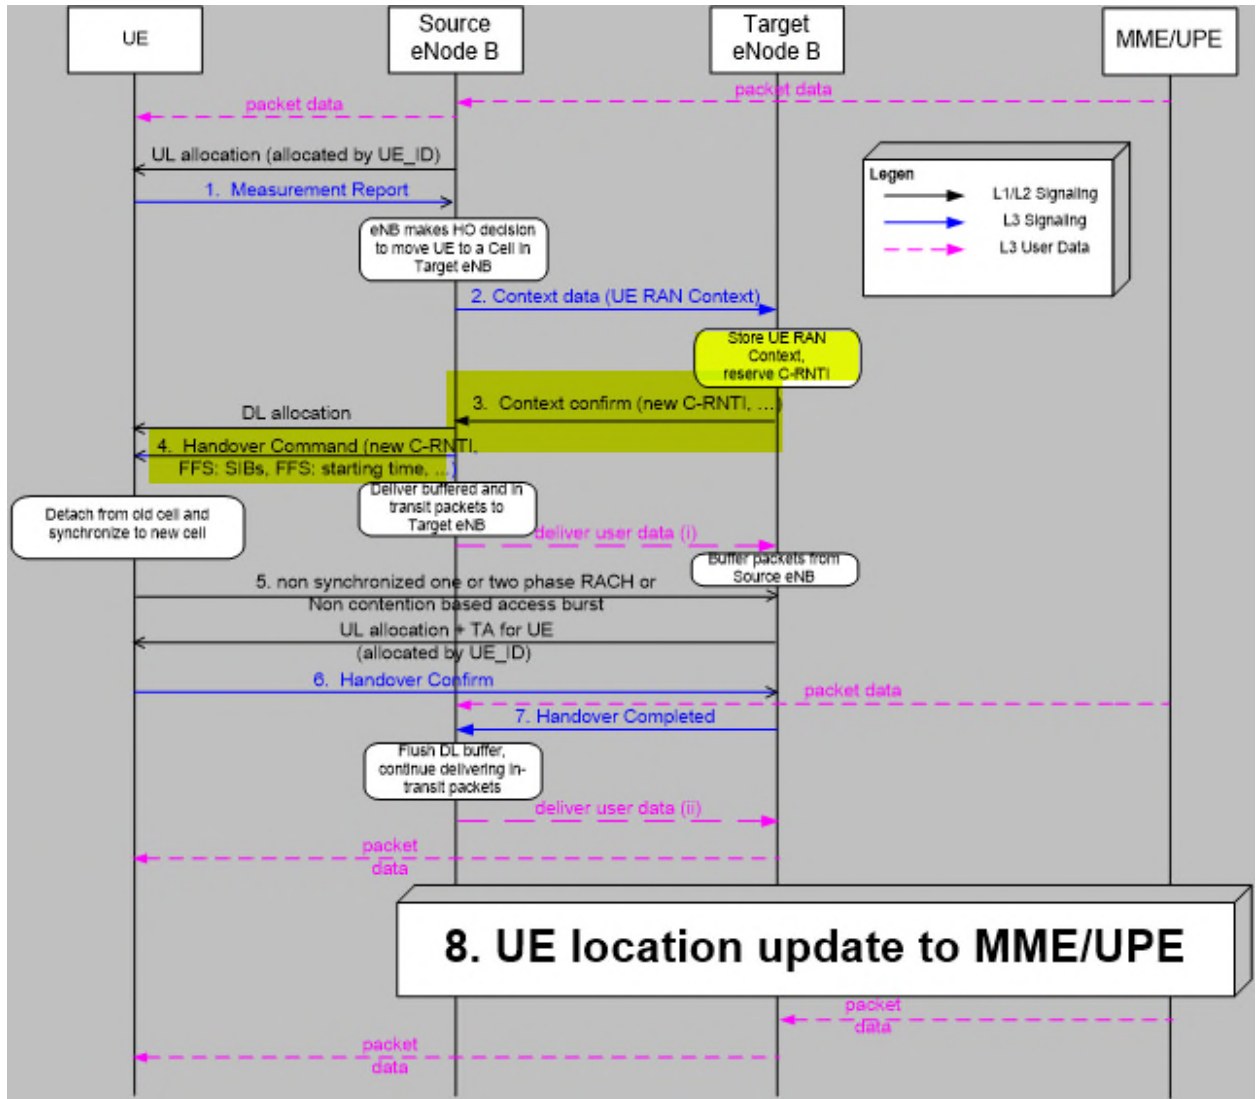 UE
Source
eNode B
Target
eNode B
MME/UPE
packet data
packet data
UL allocation (allocated by UE_ID)
1. Measurement Report
Legen
L1/L2 Signaling
L3 Signaling
L3 User Data
eNB makes HO decision
to move UE to a Cell in
Target eNB
2. Context data (UE RAN Context)
Store UE RAN
Context,
reserve C-RNTI
3. Context confirm (new C-RNTI, ...)
DL allocation
4. Handover Command (new C-RNTI,
FFS: SIBs, FFS: starting time, ...)
Deliver buffered and in
transit packets to
Target eNB
Detach from old cell and
synchronize to new cell
deliver user data (i)
Buffer packets from
Source eNB
5. non synchronized one or two phase RACH or
Non contention based access burst
UL allocation + TA for UE
(allocated by UE_ID)
6. Handover Confirm
packet data
7. Handover Completed
Flush DL buffer,
continue delivering in-
transit packets
deliver user data (ii)
packet
data
8. UE location update to MME/UPE
packet
data
packet
data